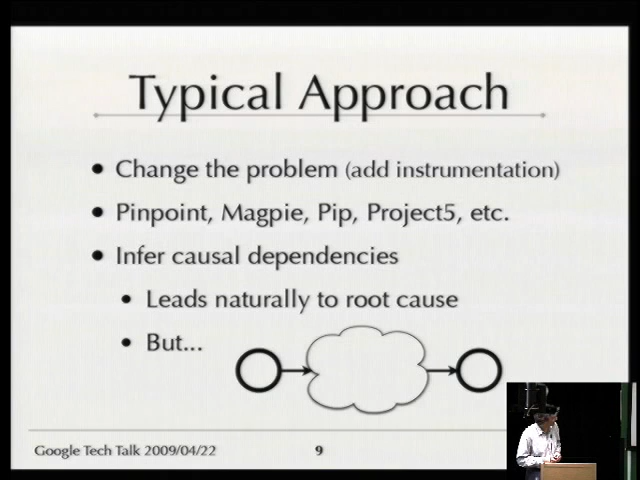 Typical Approach
Change the problem (add instrumentation)
Pinpoint, Magpie, Pip, Project5, etc.
Infer causal dependencies
Leads naturally to root cause
But...
Google Tech Talk 2009/04/22
9